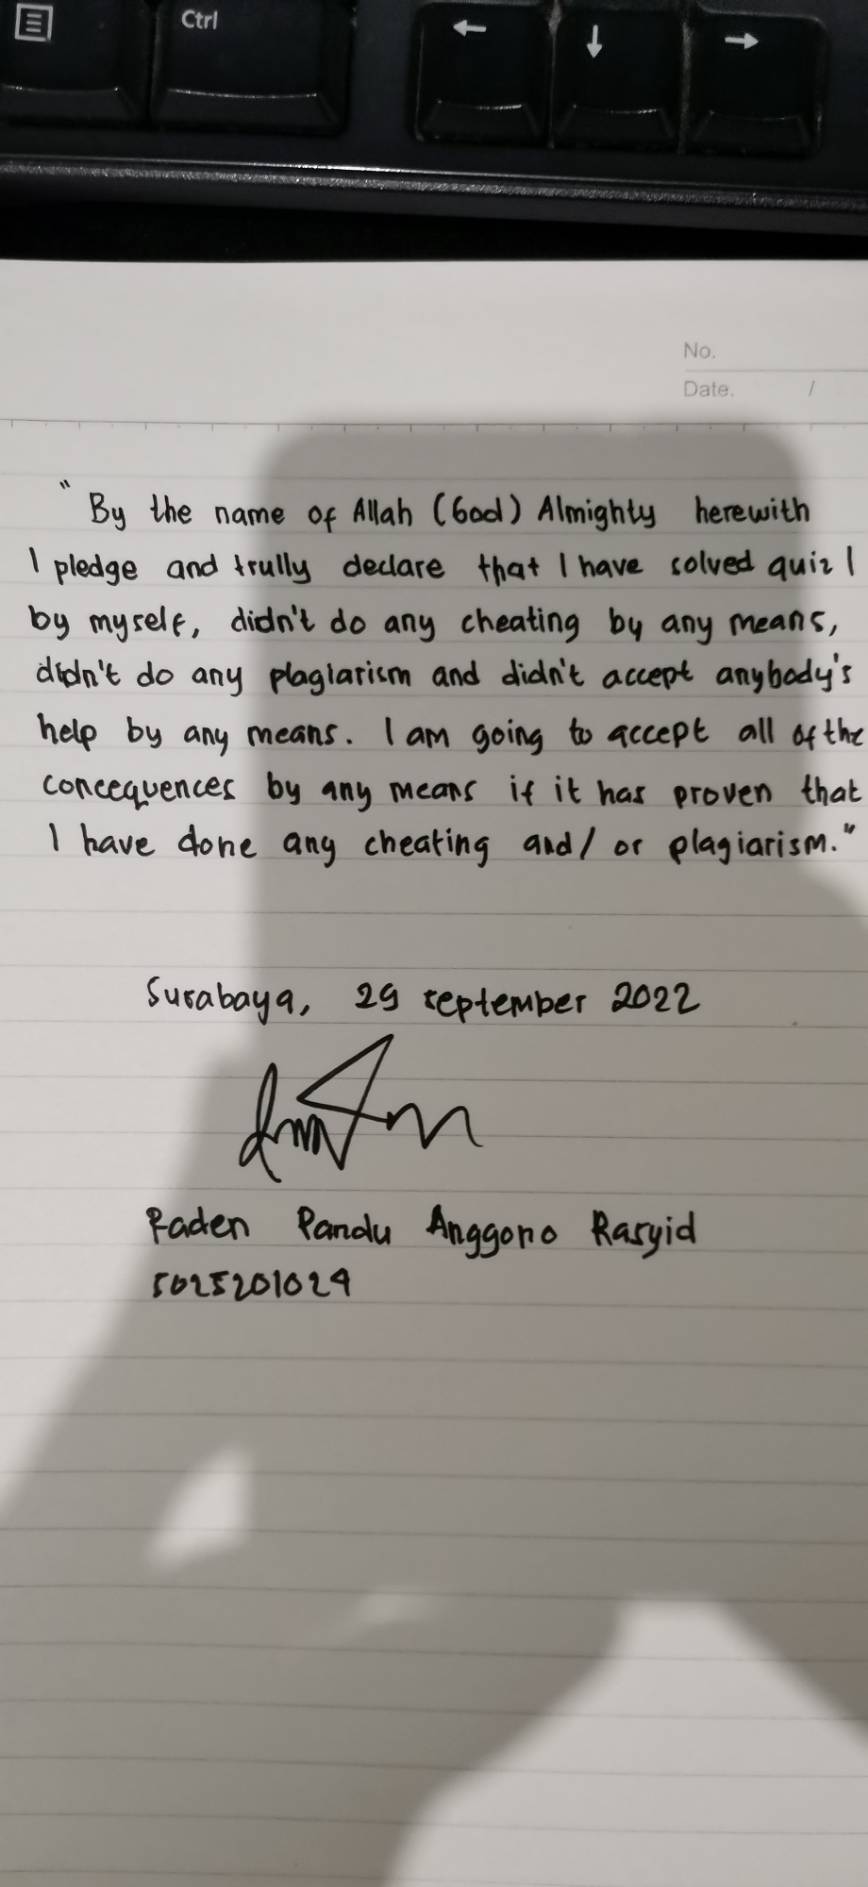 Ctrl
← ↓ →
No.
Date. /
"By the name of Allah (God) Almighty herewith
I pledge and trully declare that I have solved quiz 1
by myself, didn't do any cheating by any means,
didn't do any plagiarism and didn't accept anybody's
help by any means. I am going to accept all of the
concequences by any means if it has proven that
I have done any cheating and/or plagiarism."
Surabaya, 29 september 2022
Raden Pandu Anggono Rasyid
5025201024